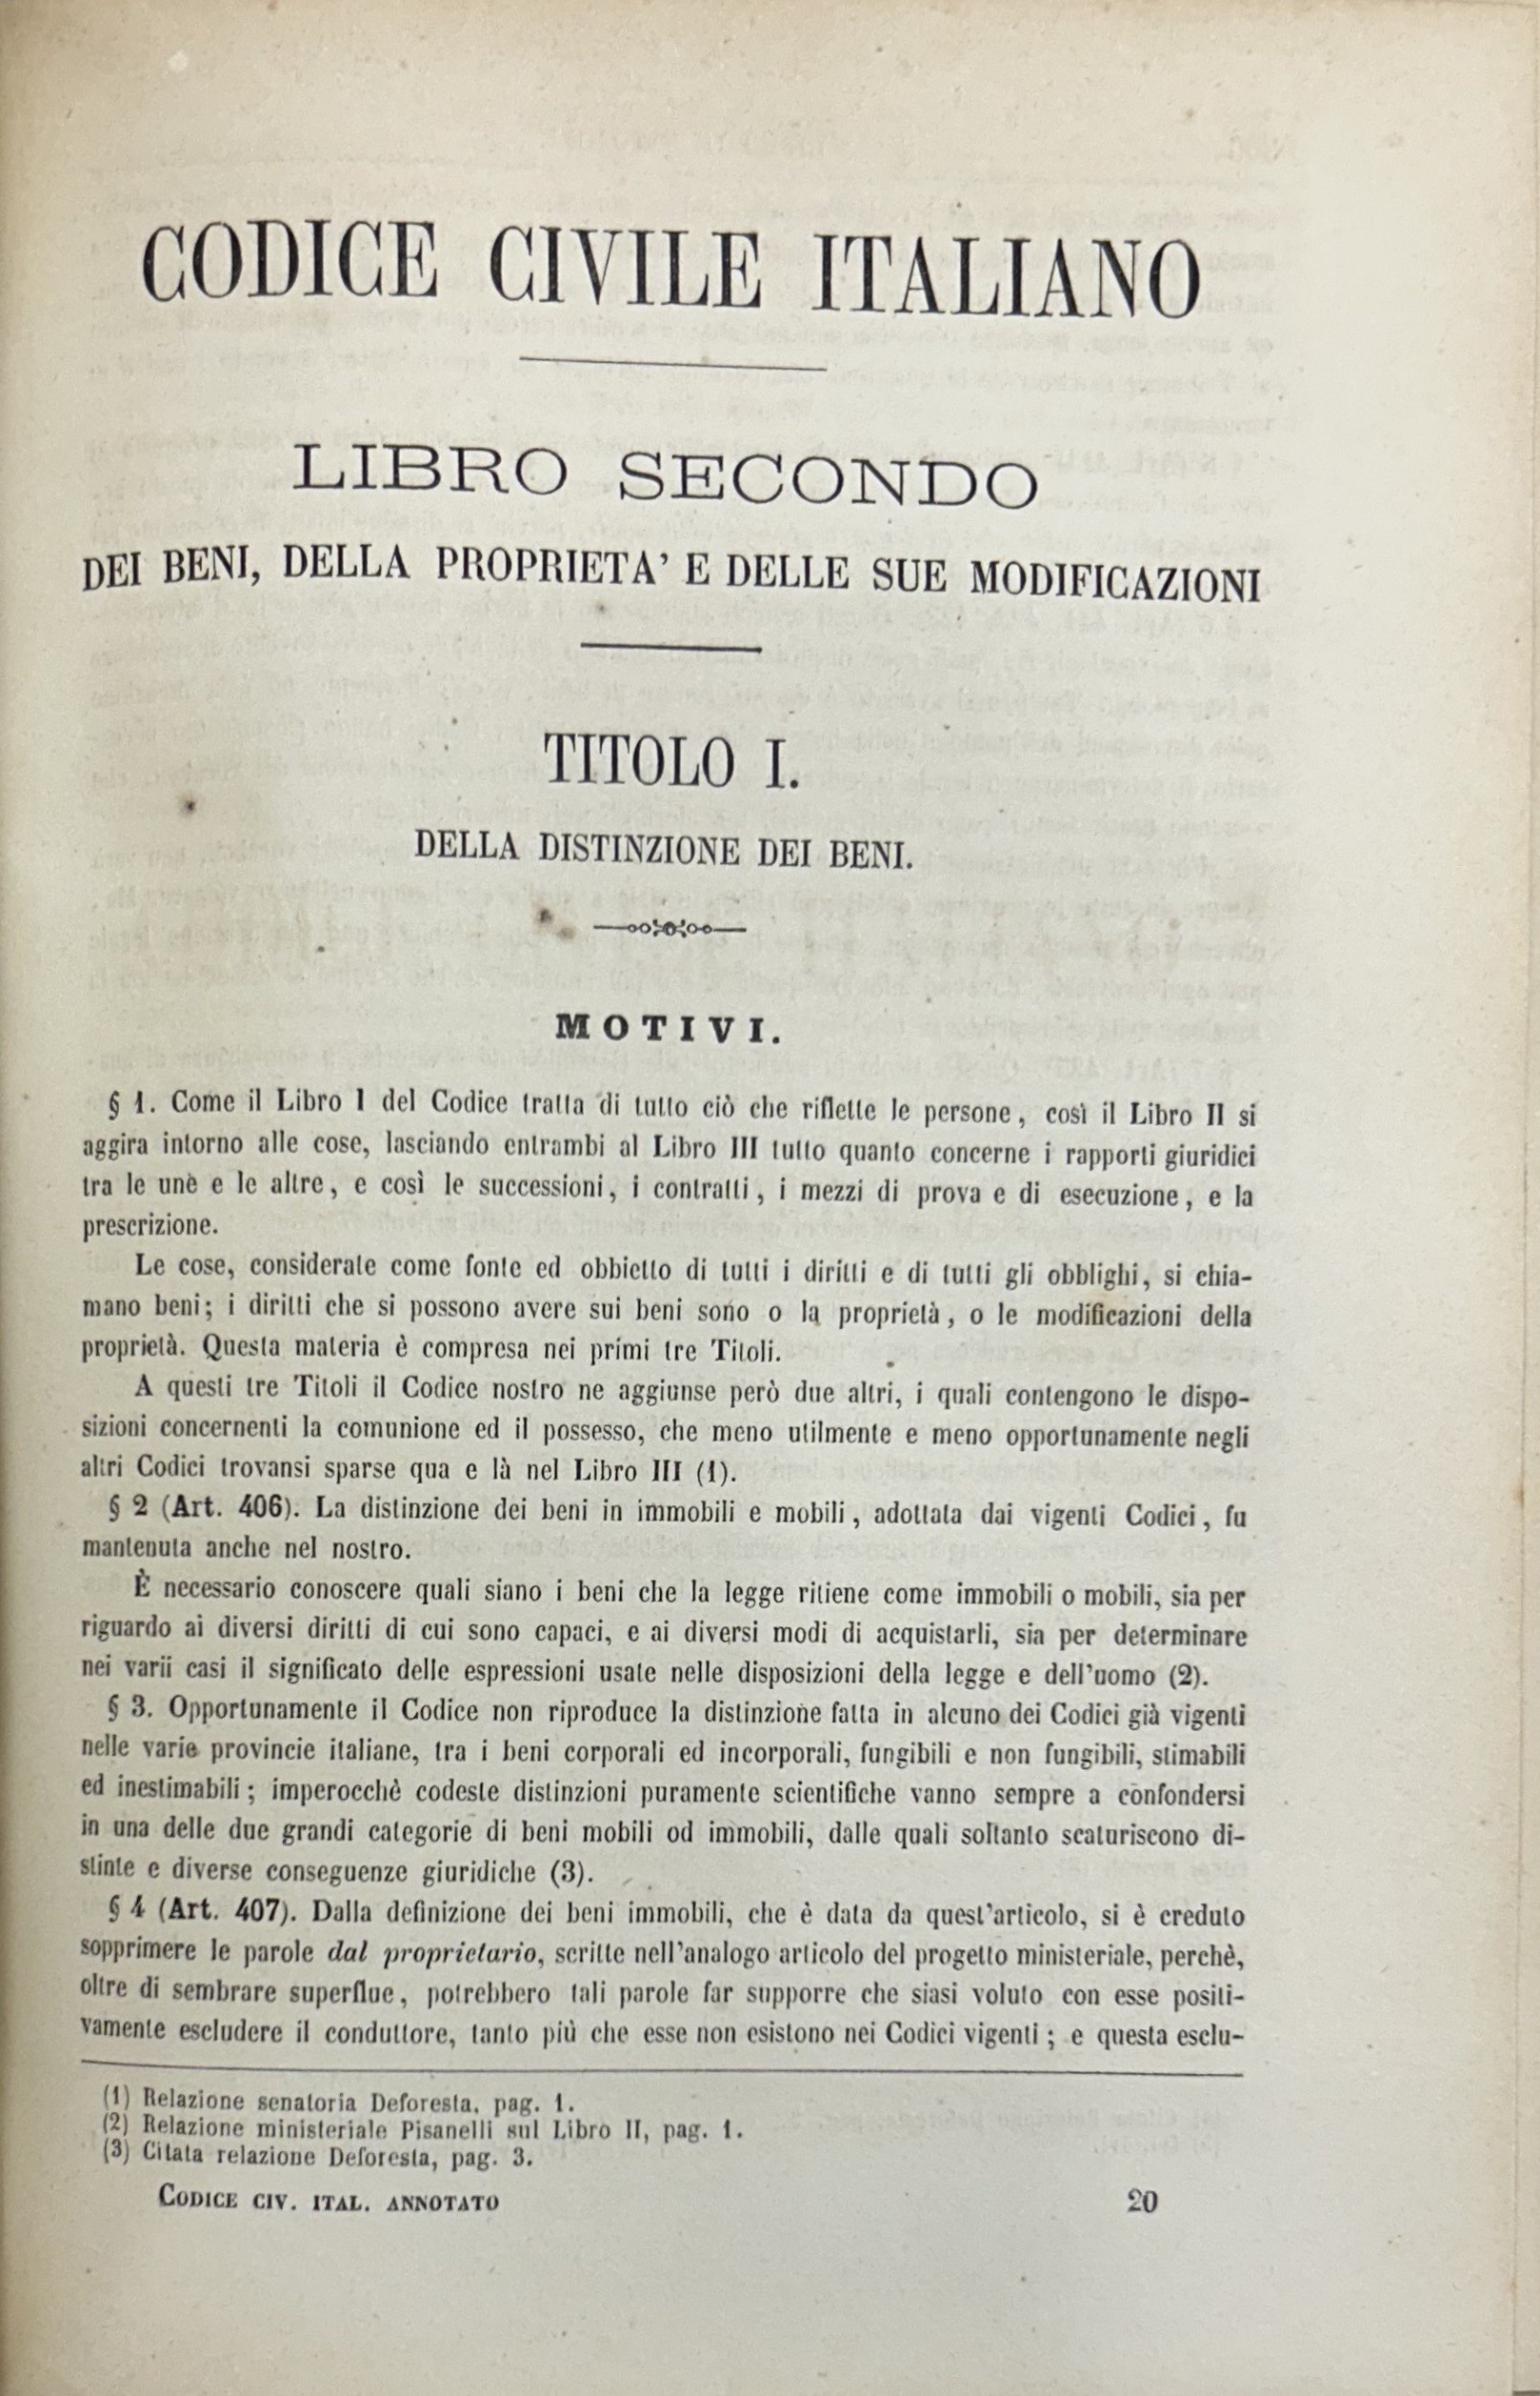 CODICE CIVILE ITALIANO
LIBRO SECONDO
DEI BENI, DELLA PROPRIETA' E DELLE SUE MODIFICAZIONI
TITOLO I.
DELLA DISTINZIONE DEI BENI.
MOTIVI.
§ 1. Come il Libro I del Codice tratta di tutto ciò che riflette le persone, così il Libro II si
aggira intorno alle cose, lasciando entrambi al Libro III tutto quanto concerne i rapporti giuridici
tra le une e le altre, e così le successioni, i contratti, i mezzi di prova e di esecuzione, e la
prescrizione.
Le cose, considerate come fonte ed obbietto di tutti i diritti e di tutti gli obblighi, si chia-
mano beni; i diritti che si possono avere sui beni sono o la proprietà, o le modificazioni della
proprietà. Questa materia è compresa nei primi tre Titoli.
A questi tre Titoli il Codice nostro ne aggiunse però due altri, i quali contengono le dispo-
sizioni concernenti la comunione ed il possesso, che meno utilmente e meno opportunamente negli
altri Codici trovansi sparse qua e là nel Libro III (1).
§ 2 (Art. 406). La distinzione dei beni in immobili e mobili, adottata dai vigenti Codici, fu
mantenuta anche nel nostro.
È necessario conoscere quali siano i beni che la legge ritiene come immobili o mobili, sia per
riguardo ai diversi diritti di cui sono capaci, e ai diversi modi di acquistarli, sia per determinare
nei varii casi il significato delle espressioni usate nelle disposizioni della legge e dell'uomo (2).
§ 3. Opportunamente il Codice non riproduce la distinzione fatta in alcuno dei Codici già vigenti
nelle varie provincie italiane, tra i beni corporali ed incorporali, fungibili e non fungibili, stimabili
ed inestimabili; imperocchè codeste distinzioni puramente scientifiche vanno sempre a confondersi
in una delle due grandi categorie di beni mobili od immobili, dalle quali soltanto scaturiscono di-
stinte e diverse conseguenze giuridiche (3).
§ 4 (Art. 407). Dalla definizione dei beni immobili, che è data da quest'articolo, si è creduto
sopprimere le parole dal proprietario, scritte nell'analogo articolo del progetto ministeriale, perchè,
oltre di sembrare superflue, potrebbero tali parole far supporre che siasi voluto con esse positi-
vamente escludere il conduttore, tanto più che esse non esistono nei Codici vigenti; e questa esclu-
(1) Relazione senatoria Deforesta, pag. 1.
(2) Relazione ministeriale Pisanelli sul Libro II, pag. 1.
(3) Citata relazione Deforesta, pag. 3.
CODICE CIV. ITAL. ANNOTATO 20